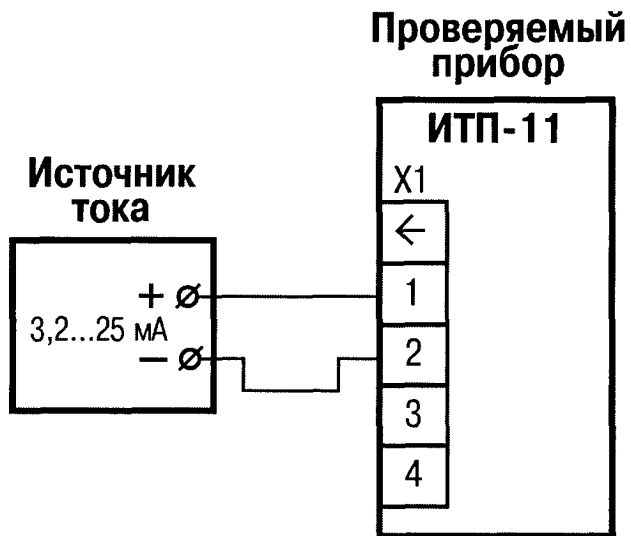 Проверяемый
прибор
ИТП-11
Источник
тока
X1
←
+
1
3,2...25 мА
−
2
3
4